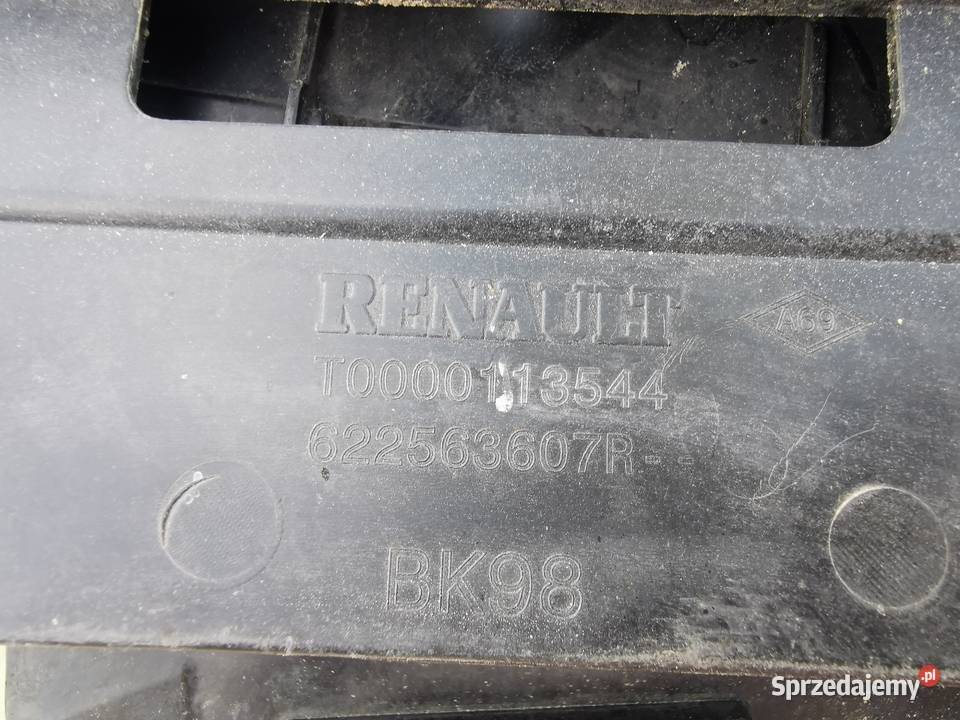 RENAULT
A69
T0000113544
622563607R--
BK98
Sprzedajemy.pl